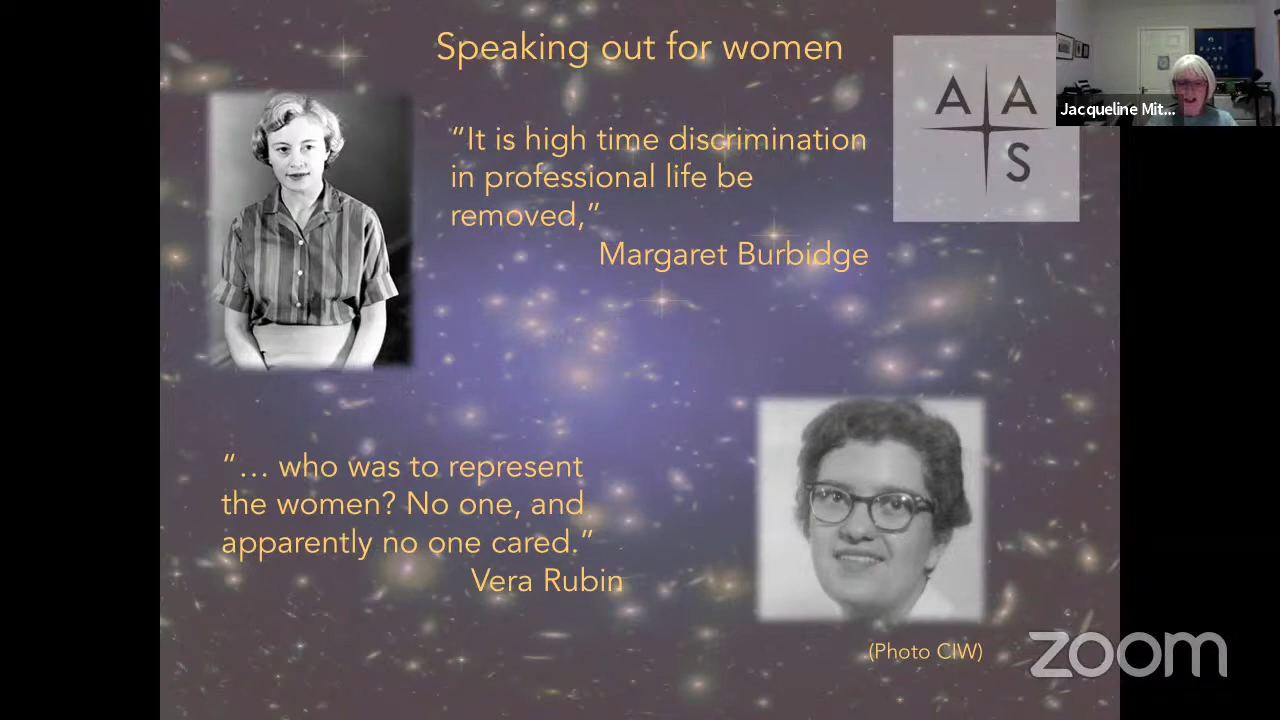 Speaking out for women
A A
S
Jacqueline Mit...
“It is high time discrimination
in professional life be
removed,”
Margaret Burbidge
“... who was to represent
the women? No one, and
apparently no one cared.”
Vera Rubin
(Photo CIW)
zoom